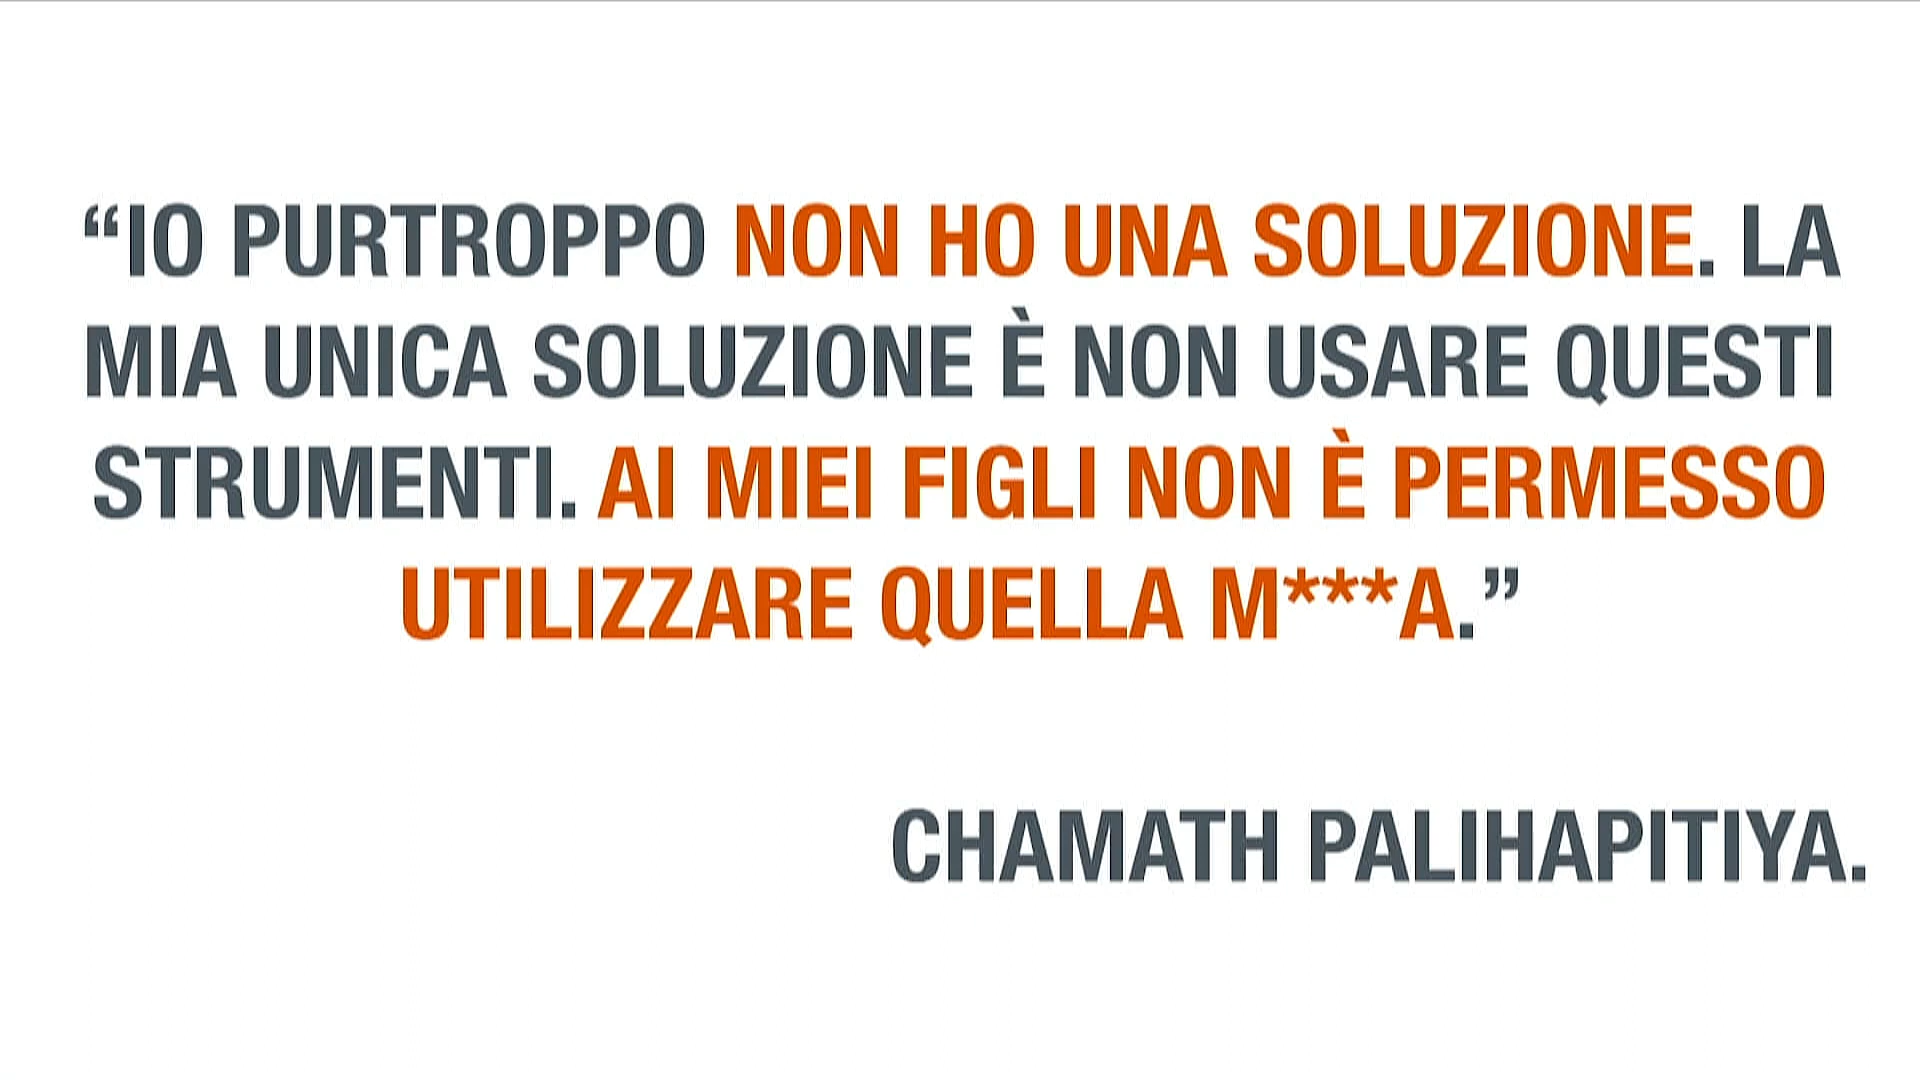 “IO PURTROPPO NON HO UNA SOLUZIONE. LA
MIA UNICA SOLUZIONE È NON USARE QUESTI
STRUMENTI. AI MIEI FIGLI NON È PERMESSO
UTILIZZARE QUELLA M***A.”
CHAMATH PALIHAPITIYA.